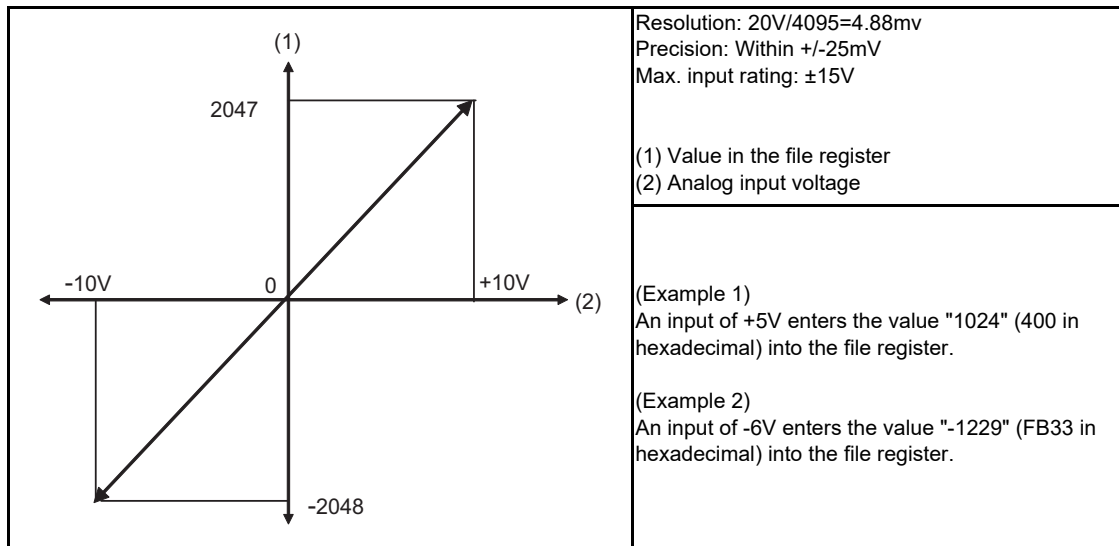 (1)
2047
-10V
0
+10V
(2)
-2048
Resolution: 20V/4095=4.88mv
Precision: Within +/-25mV
Max. input rating: ±15V
(1) Value in the file register
(2) Analog input voltage
(Example 1)
An input of +5V enters the value "1024" (400 in
hexadecimal) into the file register.
(Example 2)
An input of -6V enters the value "-1229" (FB33 in
hexadecimal) into the file register.